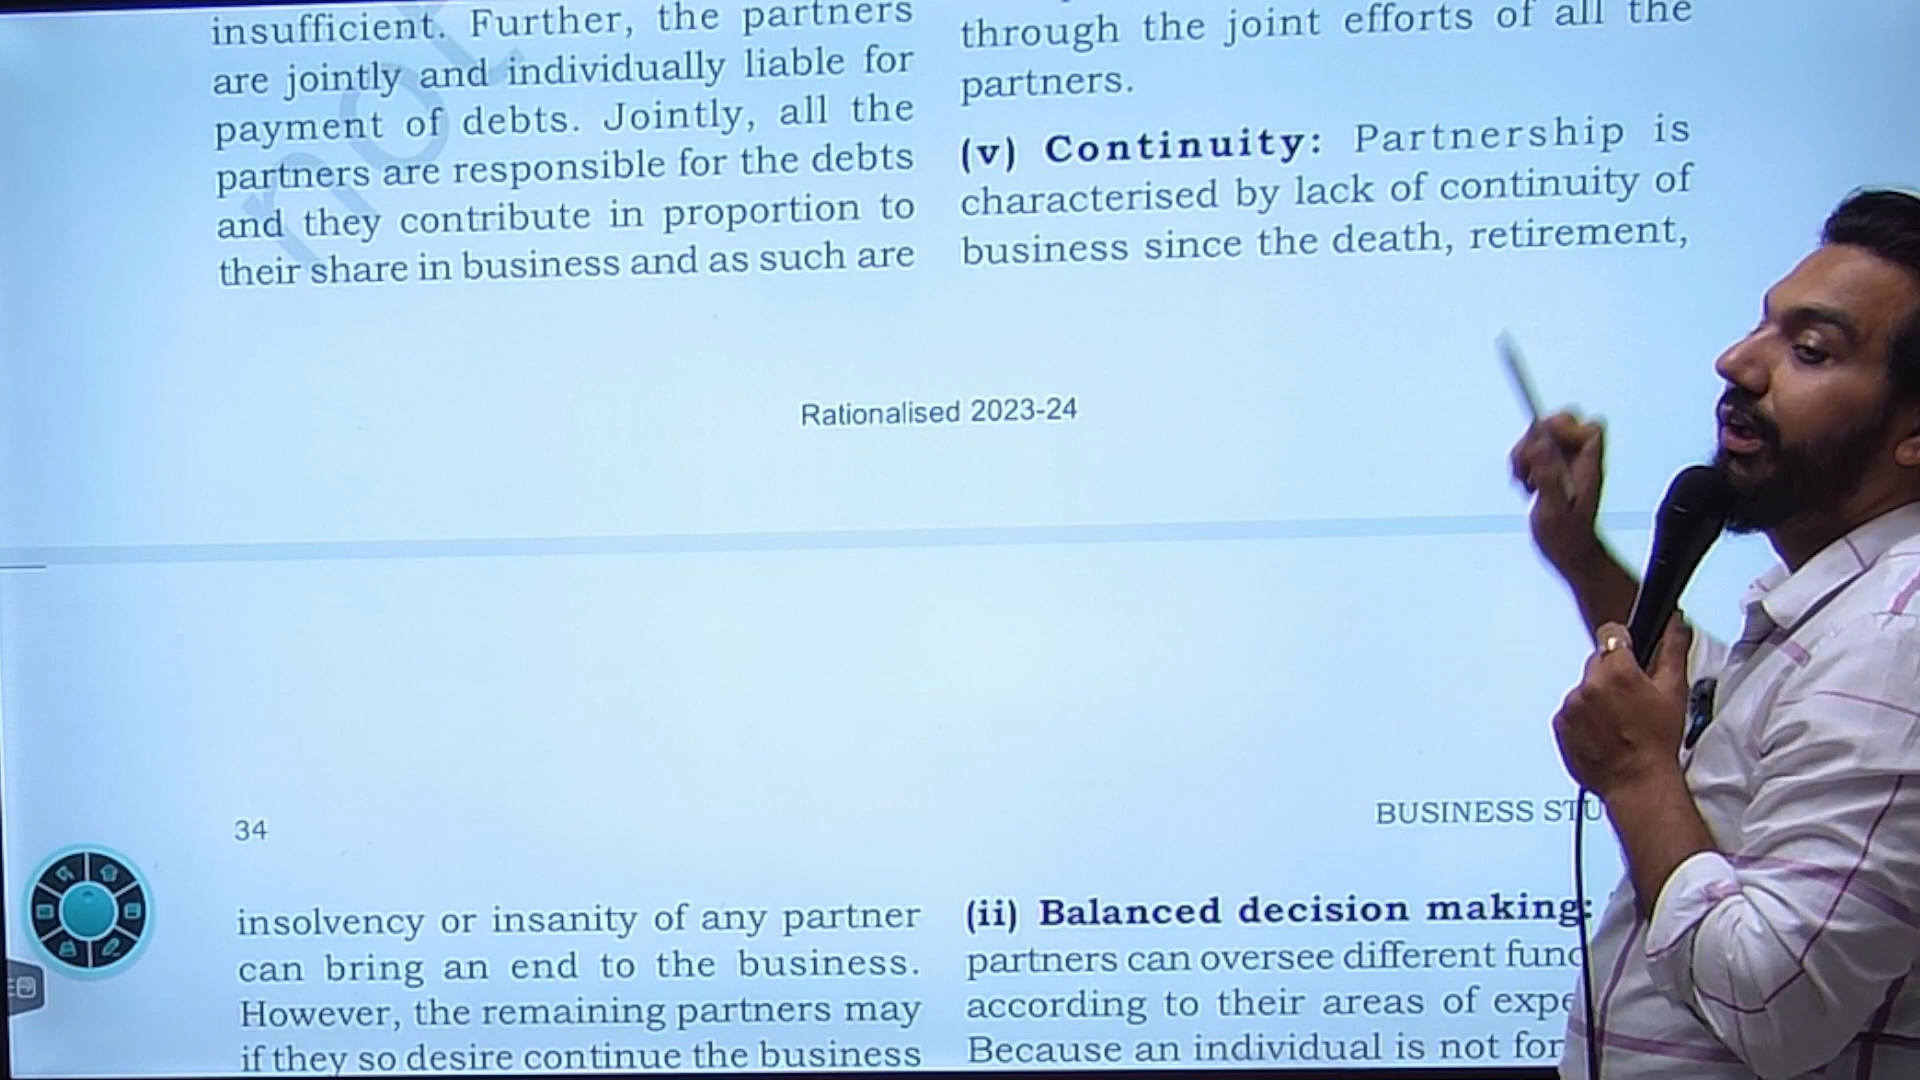 insufficient. Further, the partners
are jointly and individually liable for
payment of debts. Jointly, all the
partners are responsible for the debts
and they contribute in proportion to
their share in business and as such are
through the joint efforts of all the
partners.
(v) Continuity: Partnership is
characterised by lack of continuity of
business since the death, retirement,
Rationalised 2023-24
34
BUSINESS
insolvency or insanity of any partner
can bring an end to the business.
However, the remaining partners may
if they so desire continue the business
(ii) Balanced decision making:
partners can oversee different
according to their areas of
Because an individual is not